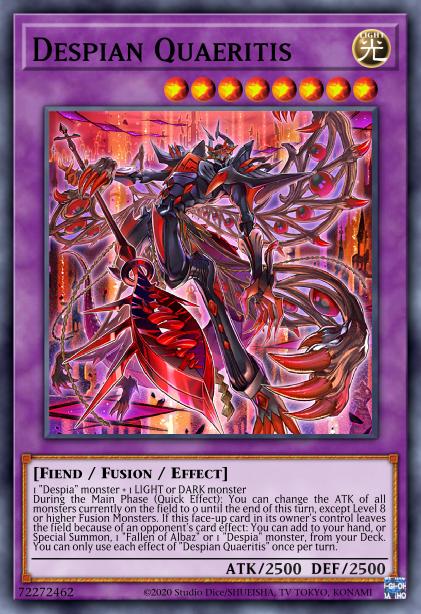 DESPIAN QUAERITIS
LIGHT
光
[FIEND / FUSION / EFFECT]
1 "Despia" monster + 1 LIGHT or DARK monster
During the Main Phase (Quick Effect): You can change the ATK of all
monsters currently on the field to 0 until the end of this turn, except Level 8
or higher Fusion Monsters. If this face-up card in its owner's control leaves
the field because of an opponent's card effect: You can add to your hand, or
Special Summon, 1 "Fallen of Albaz" or 1 "Despia" monster, from your Deck.
You can only use each effect of "Despian Quaeritis" once per turn.
ATK/2500 DEF/2500
72272462
©2020 Studio Dice/SHUEISHA, TV TOKYO, KONAMI